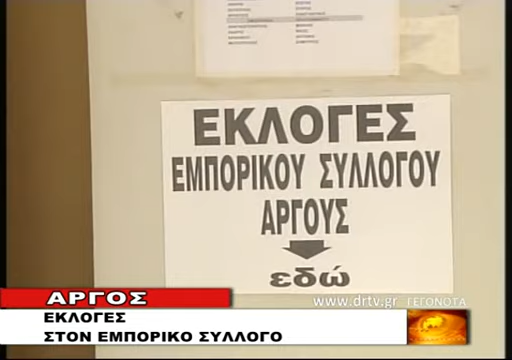 ΕΚΛΟΓΕΣ
ΕΜΠΟΡΙΚΟΥ ΣΥΛΛΟΓΟΥ
ΑΡΓΟΥΣ
εδώ
www.drtv.gr ΓΕΓΟΝΟΤΑ
ΑΡΓΟΣ
ΕΚΛΟΓΕΣ
ΣΤΟΝ ΕΜΠΟΡΙΚΟ ΣΥΛΛΟΓΟ